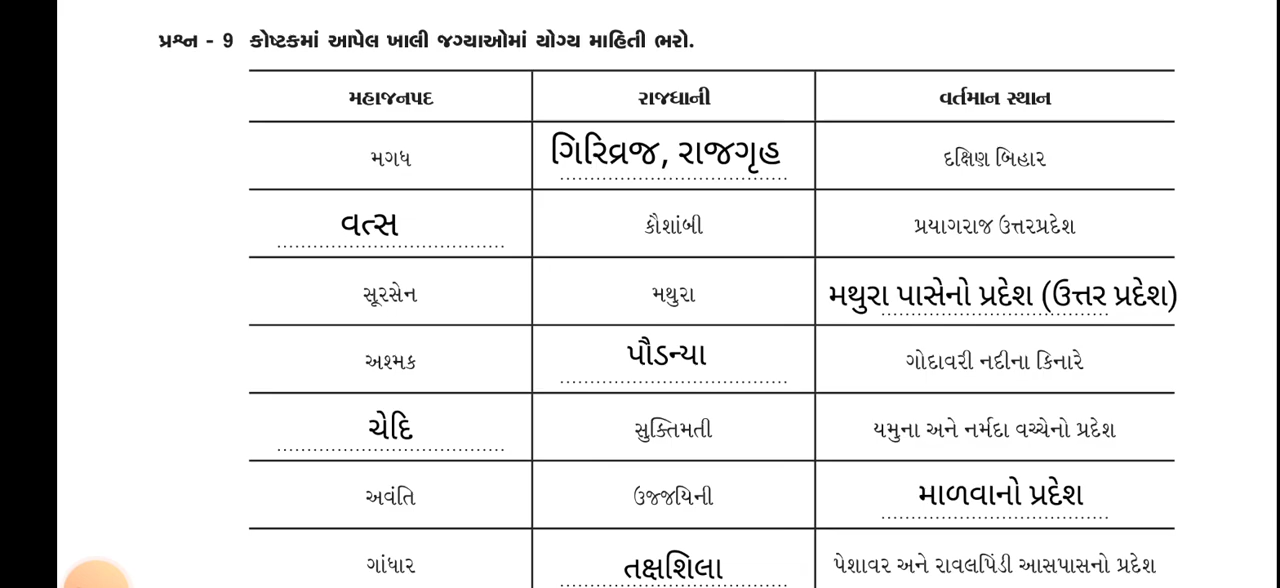 પ્રશ્ન - 9 કોષ્ટકમાં આપેલ ખાલી જગ્યાઓમાં યોગ્ય માહિતી ભરો.
મહાજનપદ રાજધાની વર્તમાન સ્થાન
મગધ ગિરિવ્રજ, રાજગૃહ દક્ષિણ બિહાર
વત્સ કૌશાંબી પ્રયાગરાજ ઉત્તરપ્રદેશ
સૂરસેન મથુરા મથુરા પાસેનો પ્રદેશ (ઉત્તર પ્રદેશ)
અશ્મક પૌડન્યા ગોદાવરી નદીના કિનારે
ચેદિ સુક્તિમતી યમુના અને નર્મદા વચ્ચેનો પ્રદેશ
અવંતિ ઉજ્જયિની માળવાનો પ્રદેશ
ગાંધાર તક્ષશિલા પેશાવર અને રાવલપિંડી આસપાસનો પ્રદેશ